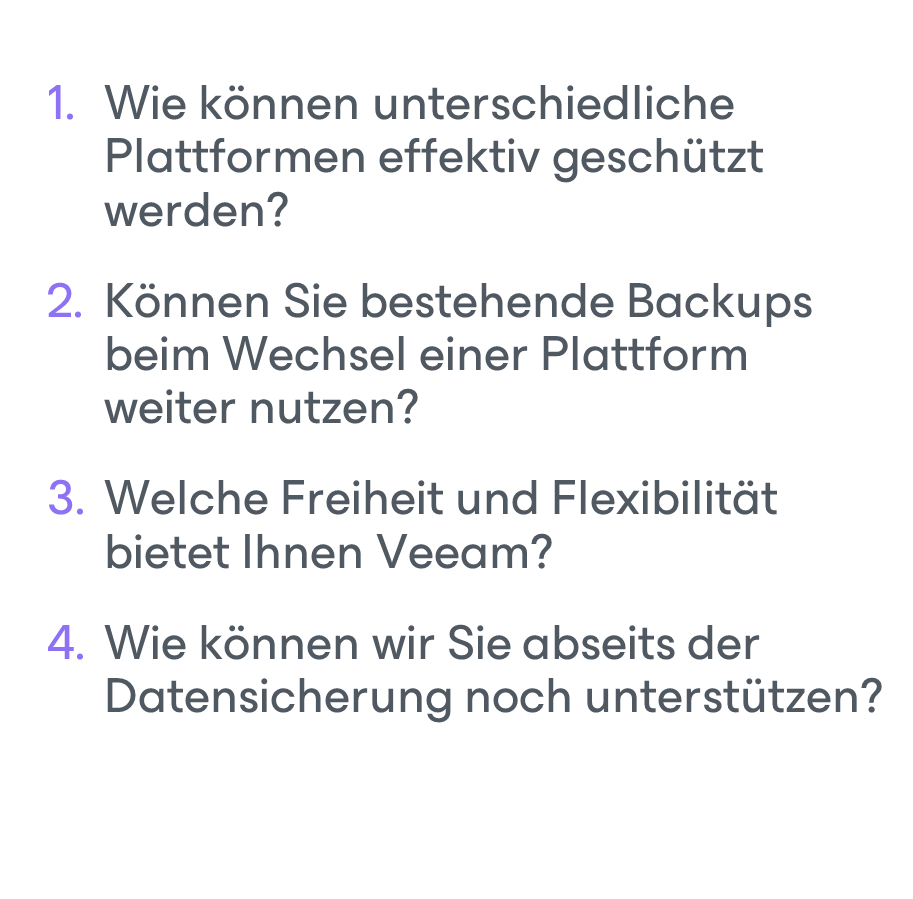 1. Wie können unterschiedliche
Plattformen effektiv geschützt
werden?
2. Können Sie bestehende Backups
beim Wechsel einer Plattform
weiter nutzen?
3. Welche Freiheit und Flexibilität
bietet Ihnen Veeam?
4. Wie können wir Sie abseits der
Datensicherung noch unterstützen?